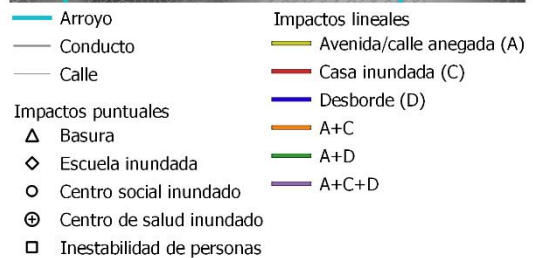 Arroyo
Conducto
Calle
Impactos puntuales
Basura
Escuela inundada
Centro social inundado
Centro de salud inundado
Inestabilidad de personas
Impactos lineales
Avenida/calle anegada (A)
Casa inundada (C)
Desborde (D)
A+C
A+D
A+C+D